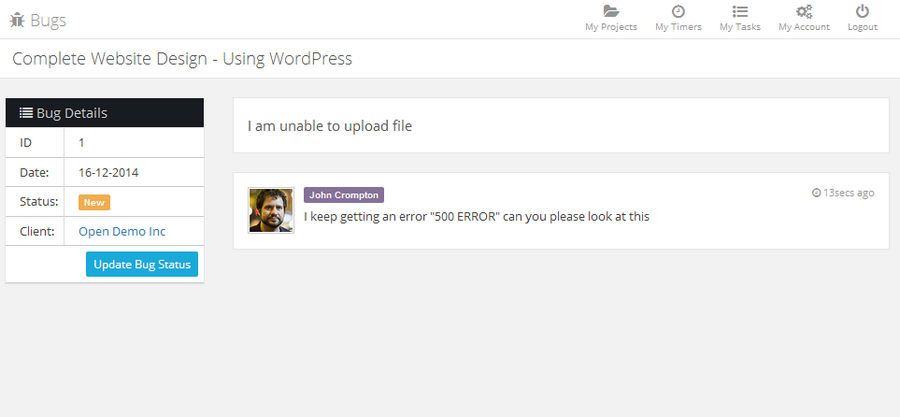 Bugs
My Projects
My Timers
My Tasks
My Account
Logout
Complete Website Design - Using WordPress
Bug Details
ID 1
Date: 16-12-2014
Status: New
Client: Open Demo Inc
Update Bug Status
I am unable to upload file
John Crompton
13secs ago
I keep getting an error "500 ERROR" can you please look at this